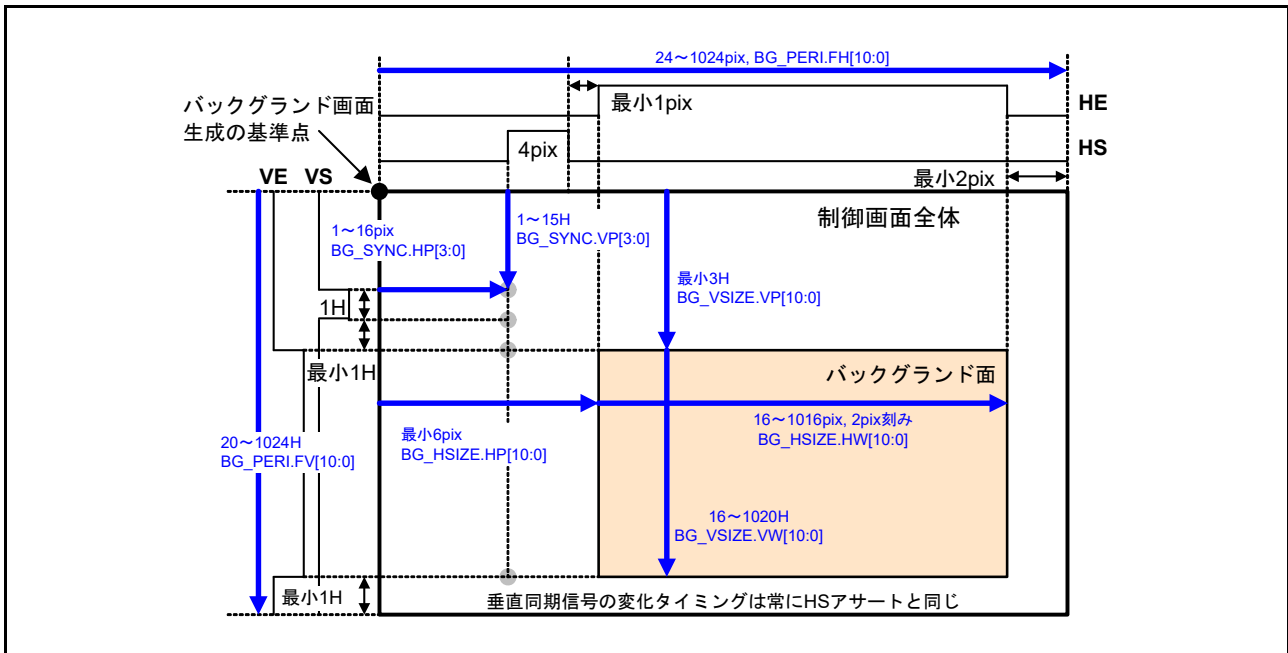 24～1024pix, BG_PERI.FH[10:0]
バックグランド画面
生成の基準点
最小1pix
HE
4pix
HS
最小2pix
VE
VS
制御画面全体
1～16pix
BG_SYNC.HP[3:0]
1～15H
BG_SYNC.VP[3:0]
最小3H
BG_VSIZE.VP[10:0]
1H
最小1H
バックグランド面
20～1024H
BG_PERI.FV[10:0]
最小6pix
BG_HSIZE.HP[10:0]
16～1016pix, 2pix刻み
BG_HSIZE.HW[10:0]
16～1020H
BG_VSIZE.VW[10:0]
最小1H
垂直同期信号の変化タイミングは常にHSアサートと同じ